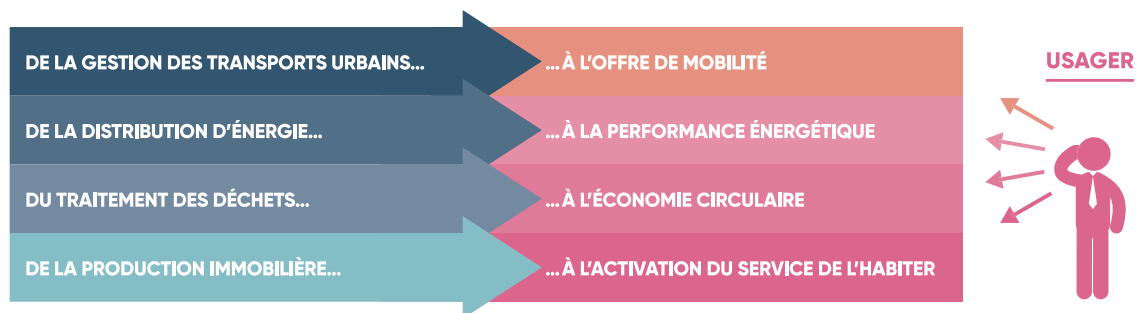 DE LA GESTION DES TRANSPORTS URBAINS...
...À L'OFFRE DE MOBILITÉ
USAGER
DE LA DISTRIBUTION D'ÉNERGIE...
...À LA PERFORMANCE ÉNERGÉTIQUE
DU TRAITEMENT DES DÉCHETS...
...À L'ÉCONOMIE CIRCULAIRE
DE LA PRODUCTION IMMOBILIÈRE...
...À L'ACTIVATION DU SERVICE DE L'HABITER